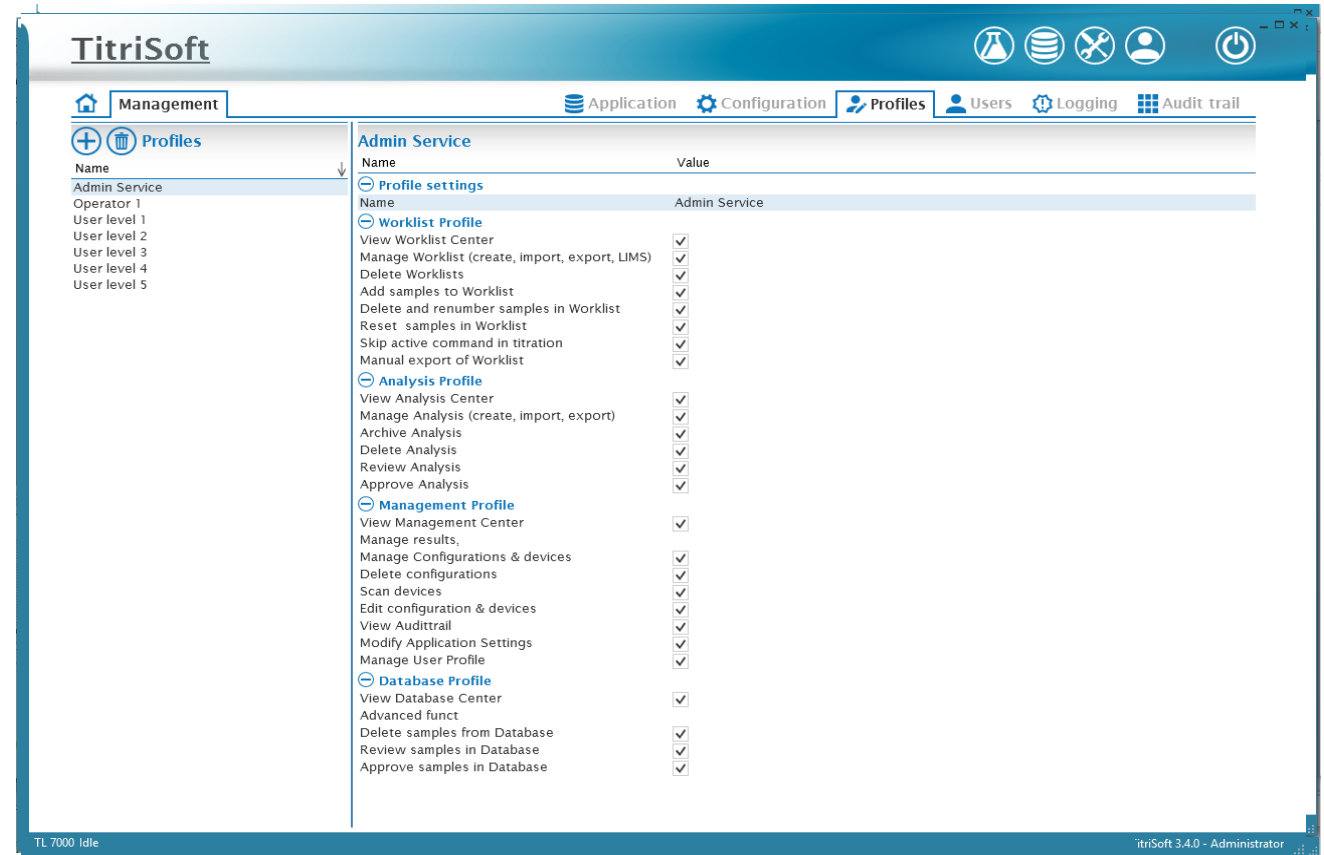 TitriSoft
Management
Application Configuration Profiles Users Logging Audit trail
Profiles
Name
Admin Service
Operator 1
User level 1
User level 2
User level 3
User level 4
User level 5
Admin Service
Name Value
Profile settings
Name Admin Service
Worklist Profile
View Worklist Center
Manage Worklist (create, import, export, LIMS)
Delete Worklists
Add samples to Worklist
Delete and renumber samples in Worklist
Reset samples in Worklist
Skip active command in titration
Manual export of Worklist
Analysis Profile
View Analysis Center
Manage Analysis (create, import, export)
Archive Analysis
Delete Analysis
Review Analysis
Approve Analysis
Management Profile
View Management Center
Manage results,
Manage Configurations & devices
Delete configurations
Scan devices
Edit configuration & devices
View Audittrail
Modify Application Settings
Manage User Profile
Database Profile
View Database Center
Advanced funct
Delete samples from Database
Review samples in Database
Approve samples in Database
TL 7000 Idle
itriSoft 3.4.0 - Administrator